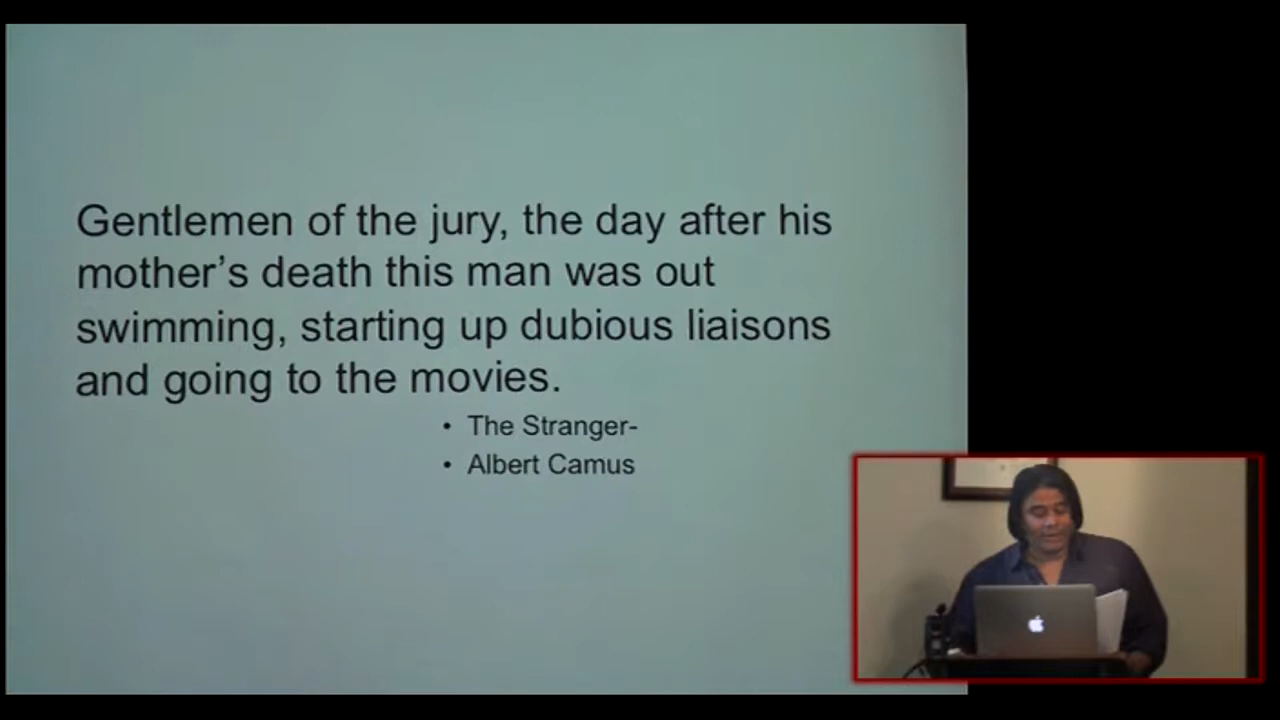 Gentlemen of the jury, the day after his
mother’s death this man was out
swimming, starting up dubious liaisons
and going to the movies.
• The Stranger-
• Albert Camus